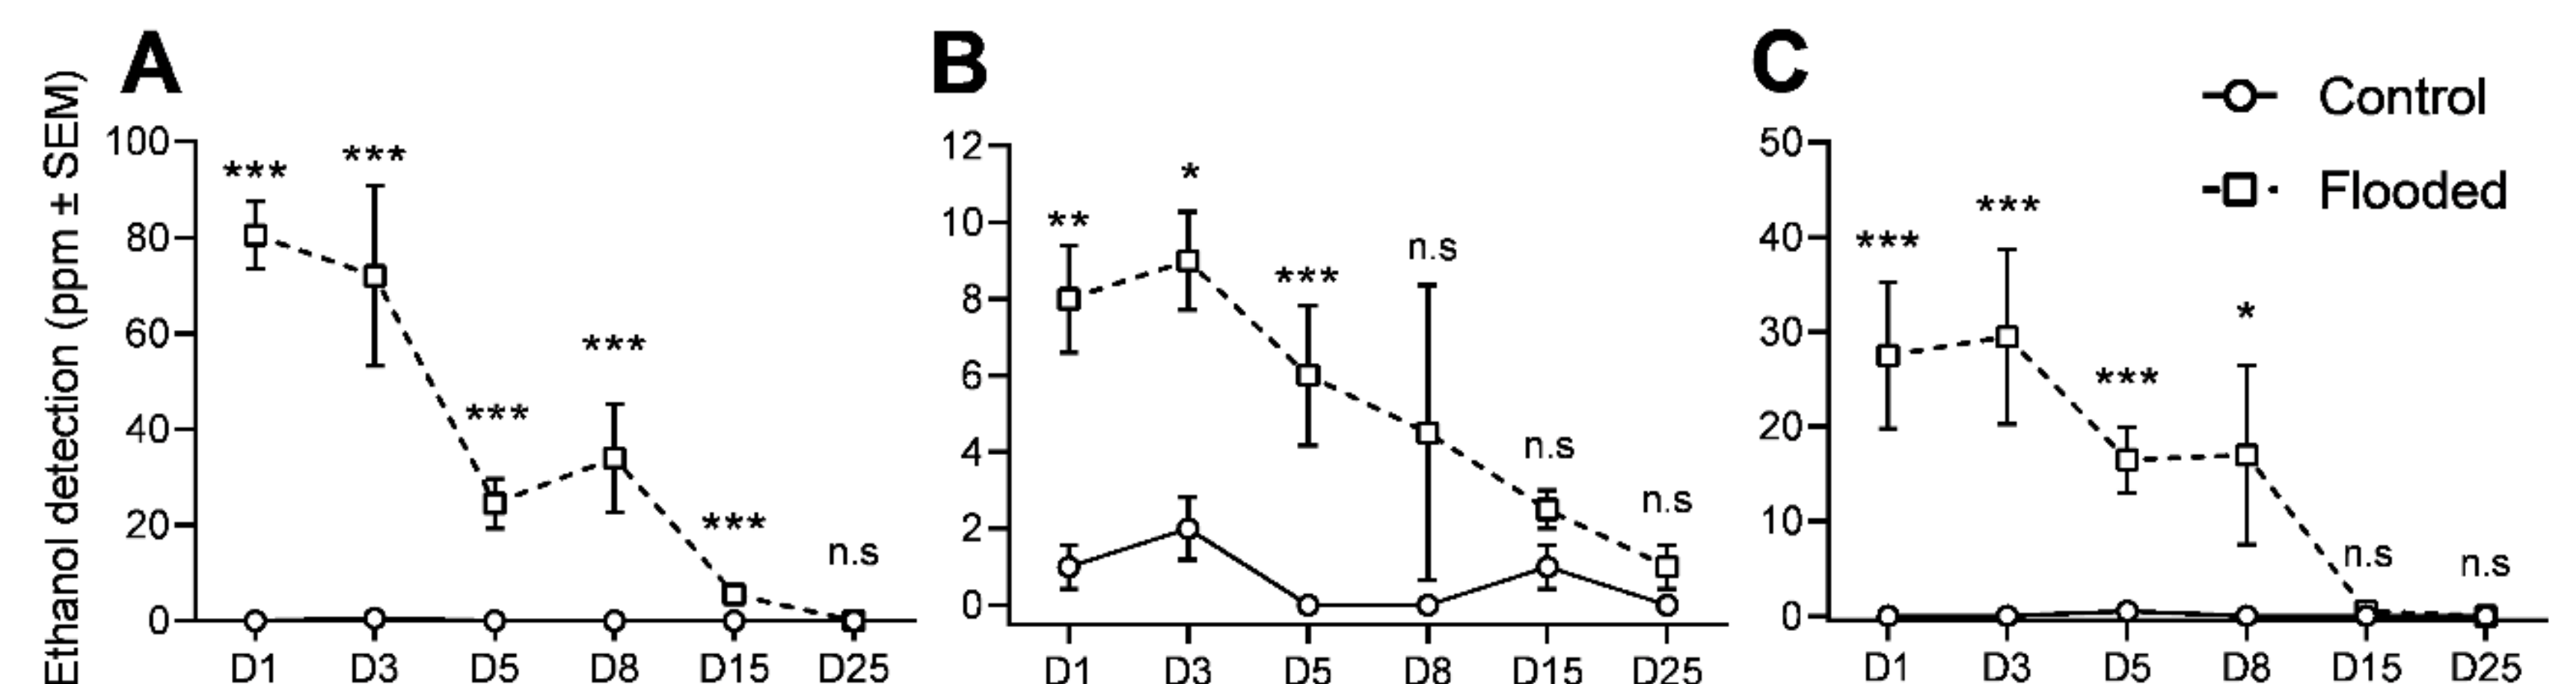 A B C
Control
Flooded
Ethanol detection (ppm ± SEM)
100
80
60
40
20
0
*** *** *** *** *** n.s
D1 D3 D5 D8 D15 D25
12
10
8
6
4
2
0
** * *** n.s n.s n.s
D1 D3 D5 D8 D15 D25
50
40
30
20
10
0
*** *** *** * n.s n.s
D1 D3 D5 D8 D15 D25